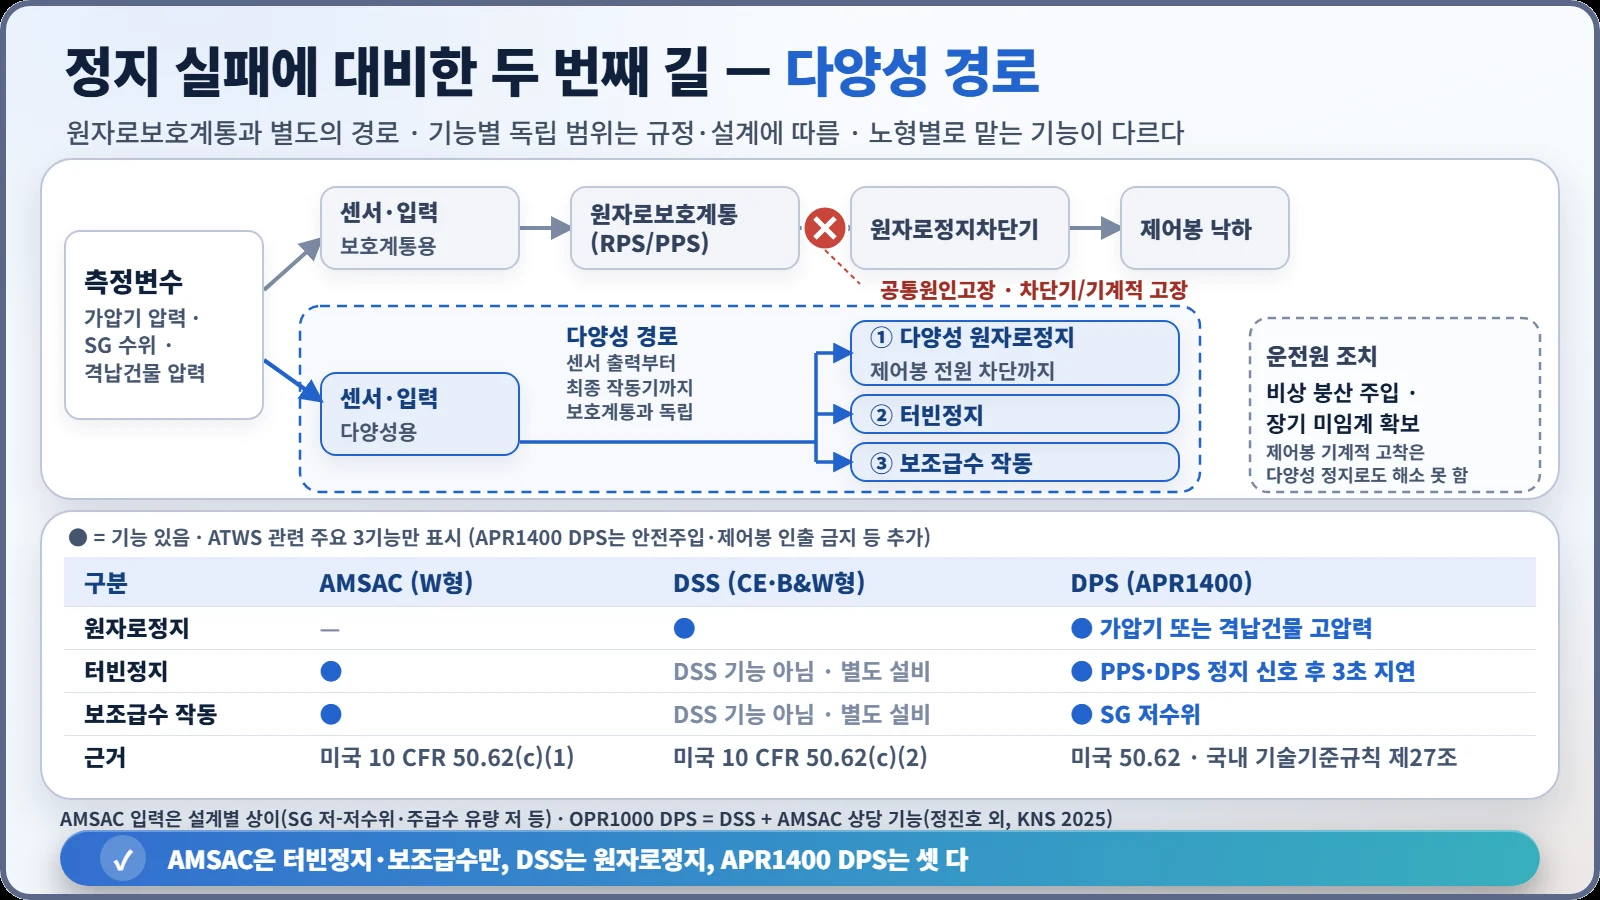 정지 실패에 대비한 두 번째 길 — 다양성 경로
원자로보호계통과 별도의 경로 · 기능별 독립 범위는 규정·설계에 따름 · 노형별로 맡는 기능이 다르다
측정변수
가압기 압력 ·
SG 수위 ·
격납건물 압력
센서·입력
보호계통용
원자로보호계통
(RPS/PPS)
원자로정지차단기
제어봉 낙하
공통원인고장 · 차단기/기계적 고장
센서·입력
다양성용
다양성 경로
센서 출력부터
최종 작동기까지
보호계통과 독립
① 다양성 원자로정지
제어봉 전원 차단까지
② 터빈정지
③ 보조급수 작동
운전원 조치
비상 붕산 주입 ·
장기 미임계 확보
제어봉 기계적 고착은
다양성 정지로도 해소 못 함
● = 기능 있음 · ATWS 관련 주요 3기능만 표시 (APR1400 DPS는 안전주입·제어봉 인출 금지 등 추가)
구분 AMSAC (W형) DSS (CE·B&W형) DPS (APR1400)
원자로정지 — ● ● 가압기 또는 격납건물 고압력
터빈정지 ● DSS 기능 아님 · 별도 설비 ● PPS·DPS 정지 신호 후 3초 지연
보조급수 작동 ● DSS 기능 아님 · 별도 설비 ● SG 저수위
근거 미국 10 CFR 50.62(c)(1) 미국 10 CFR 50.62(c)(2) 미국 50.62 · 국내 기술기준규칙 제27조
AMSAC 입력은 설계별 상이(SG 저-저수위·주급수 유량 저 등) · OPR1000 DPS = DSS + AMSAC 상당 기능(정진호 외, KNS 2025)
✓ AMSAC은 터빈정지·보조급수만, DSS는 원자로정지, APR1400 DPS는 셋 다